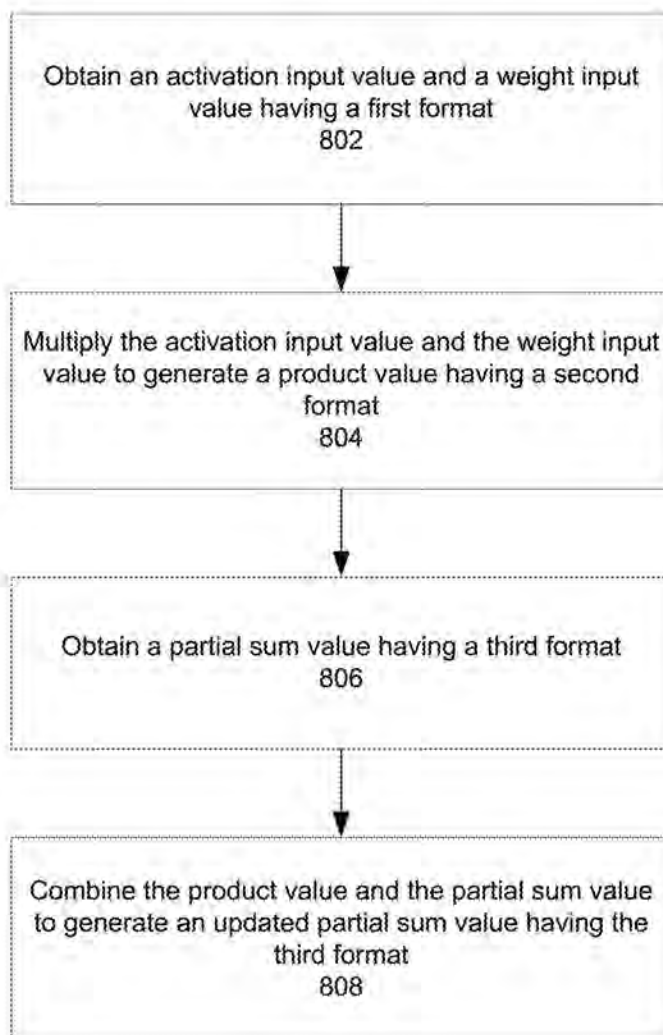 Obtain an activation input value and a weight input
value having a first format
802
Multiply the activation input value and the weight input
value to generate a product value having a second
format
804
Obtain a partial sum value having a third format
806
Combine the product value and the partial sum value
to generate an updated partial sum value having the
third format
808